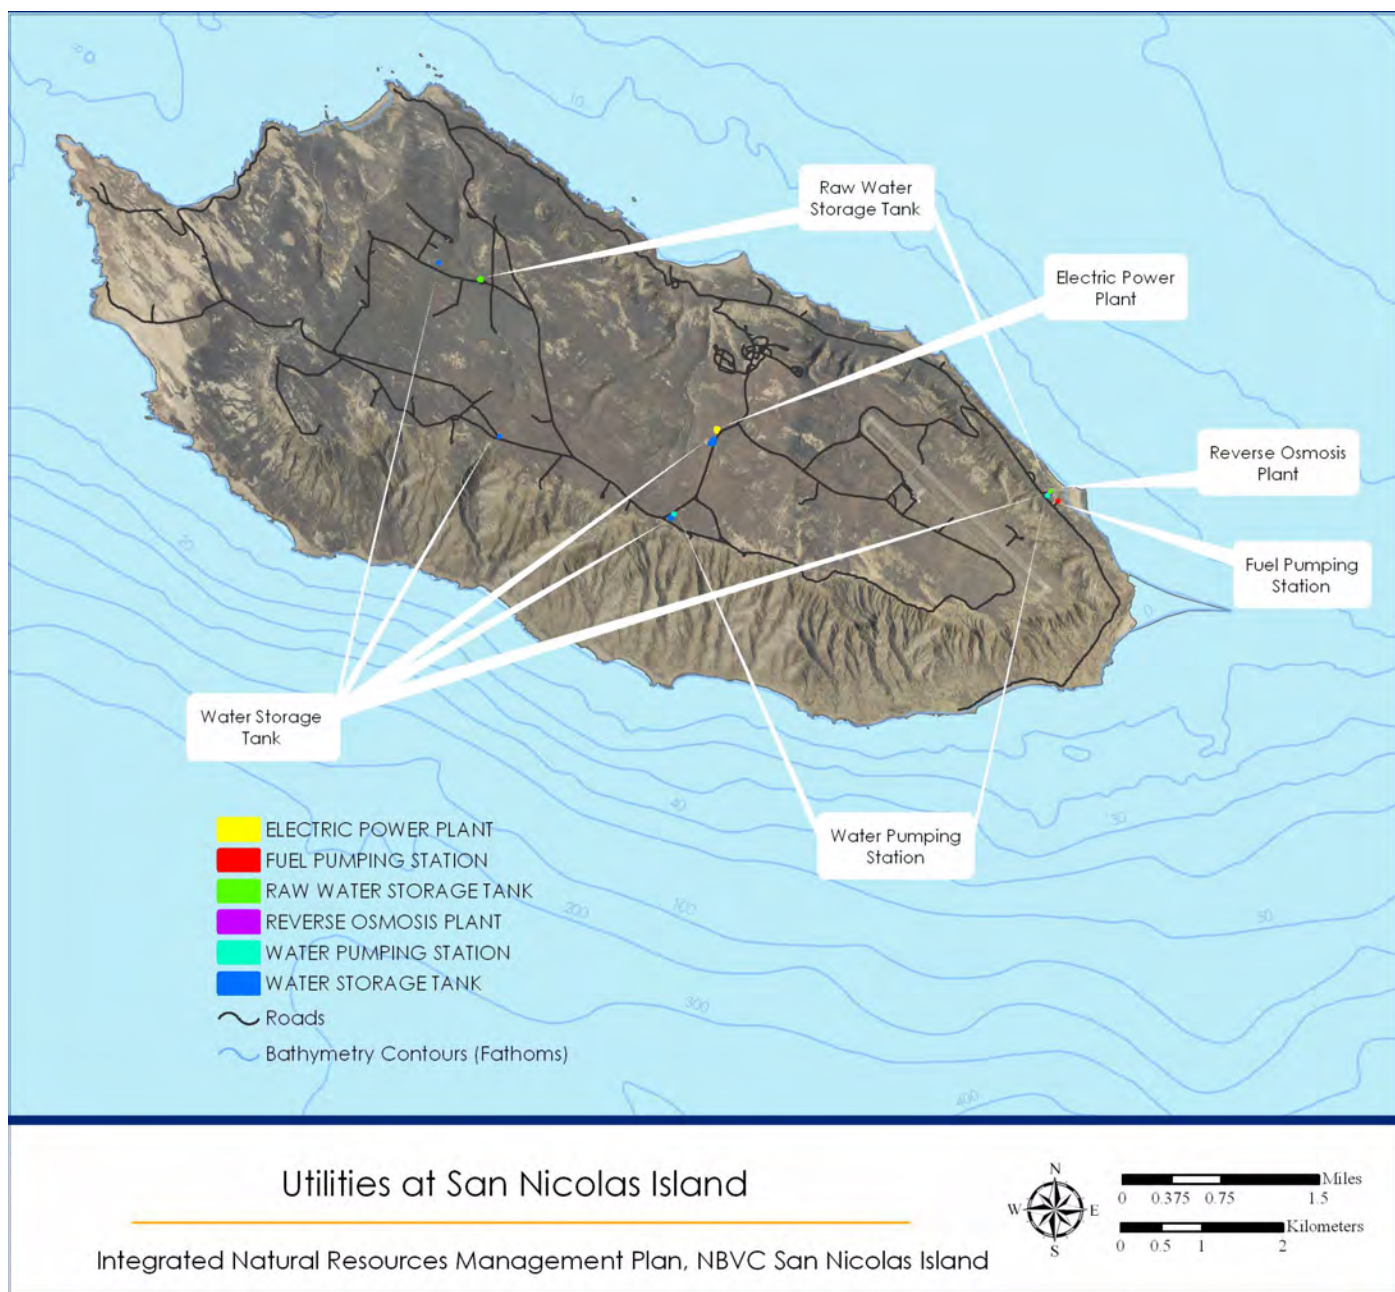 10
Raw Water
Storage Tank
Electric Power
Plant
Reverse Osmosis
Plant
Fuel Pumping
Station
20
0
Water Storage
Tank
40
30
Water Pumping
Station
ELECTRIC POWER PLANT
FUEL PUMPING STATION
RAW WATER STORAGE TANK
REVERSE OSMOSIS PLANT
WATER PUMPING STATION
WATER STORAGE TANK
Roads
Bathymetry Contours (Fathoms)
200
100
50
300
400
Utilities at San Nicolas Island
Integrated Natural Resources Management Plan, NBVC San Nicolas Island
N
W
E
S
Miles
0 0.375 0.75 1.5
Kilometers
0 0.5 1 2